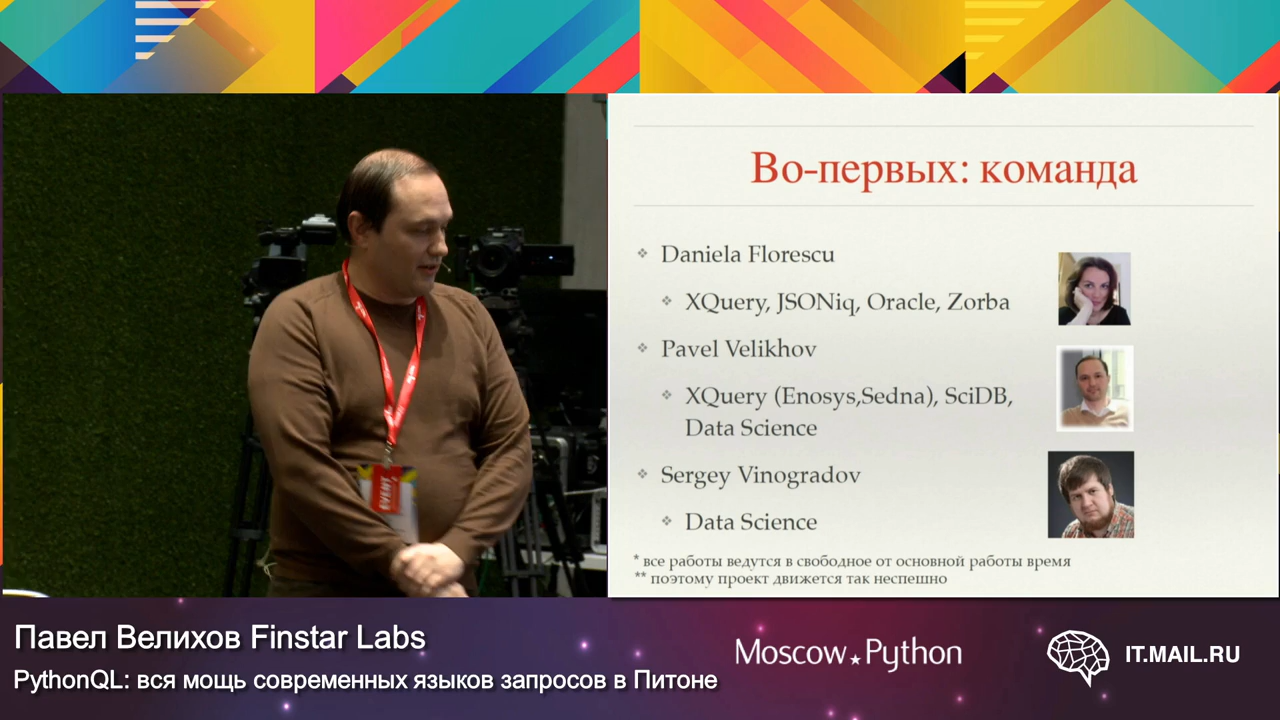 Во-первых: команда
Daniela Florescu
XQuery, JSONiq, Oracle, Zorba
Pavel Velikhov
XQuery (Enosys,Sedna), SciDB,
Data Science
Sergey Vinogradov
Data Science
* все работы ведутся в свободное от основной работы время
** поэтому проект движется так неспешно
EVENT
Павел Велихов Finstar Labs
PythonQL: вся мощь современных языков запросов в Питоне
Moscow Python
IT.MAIL.RU